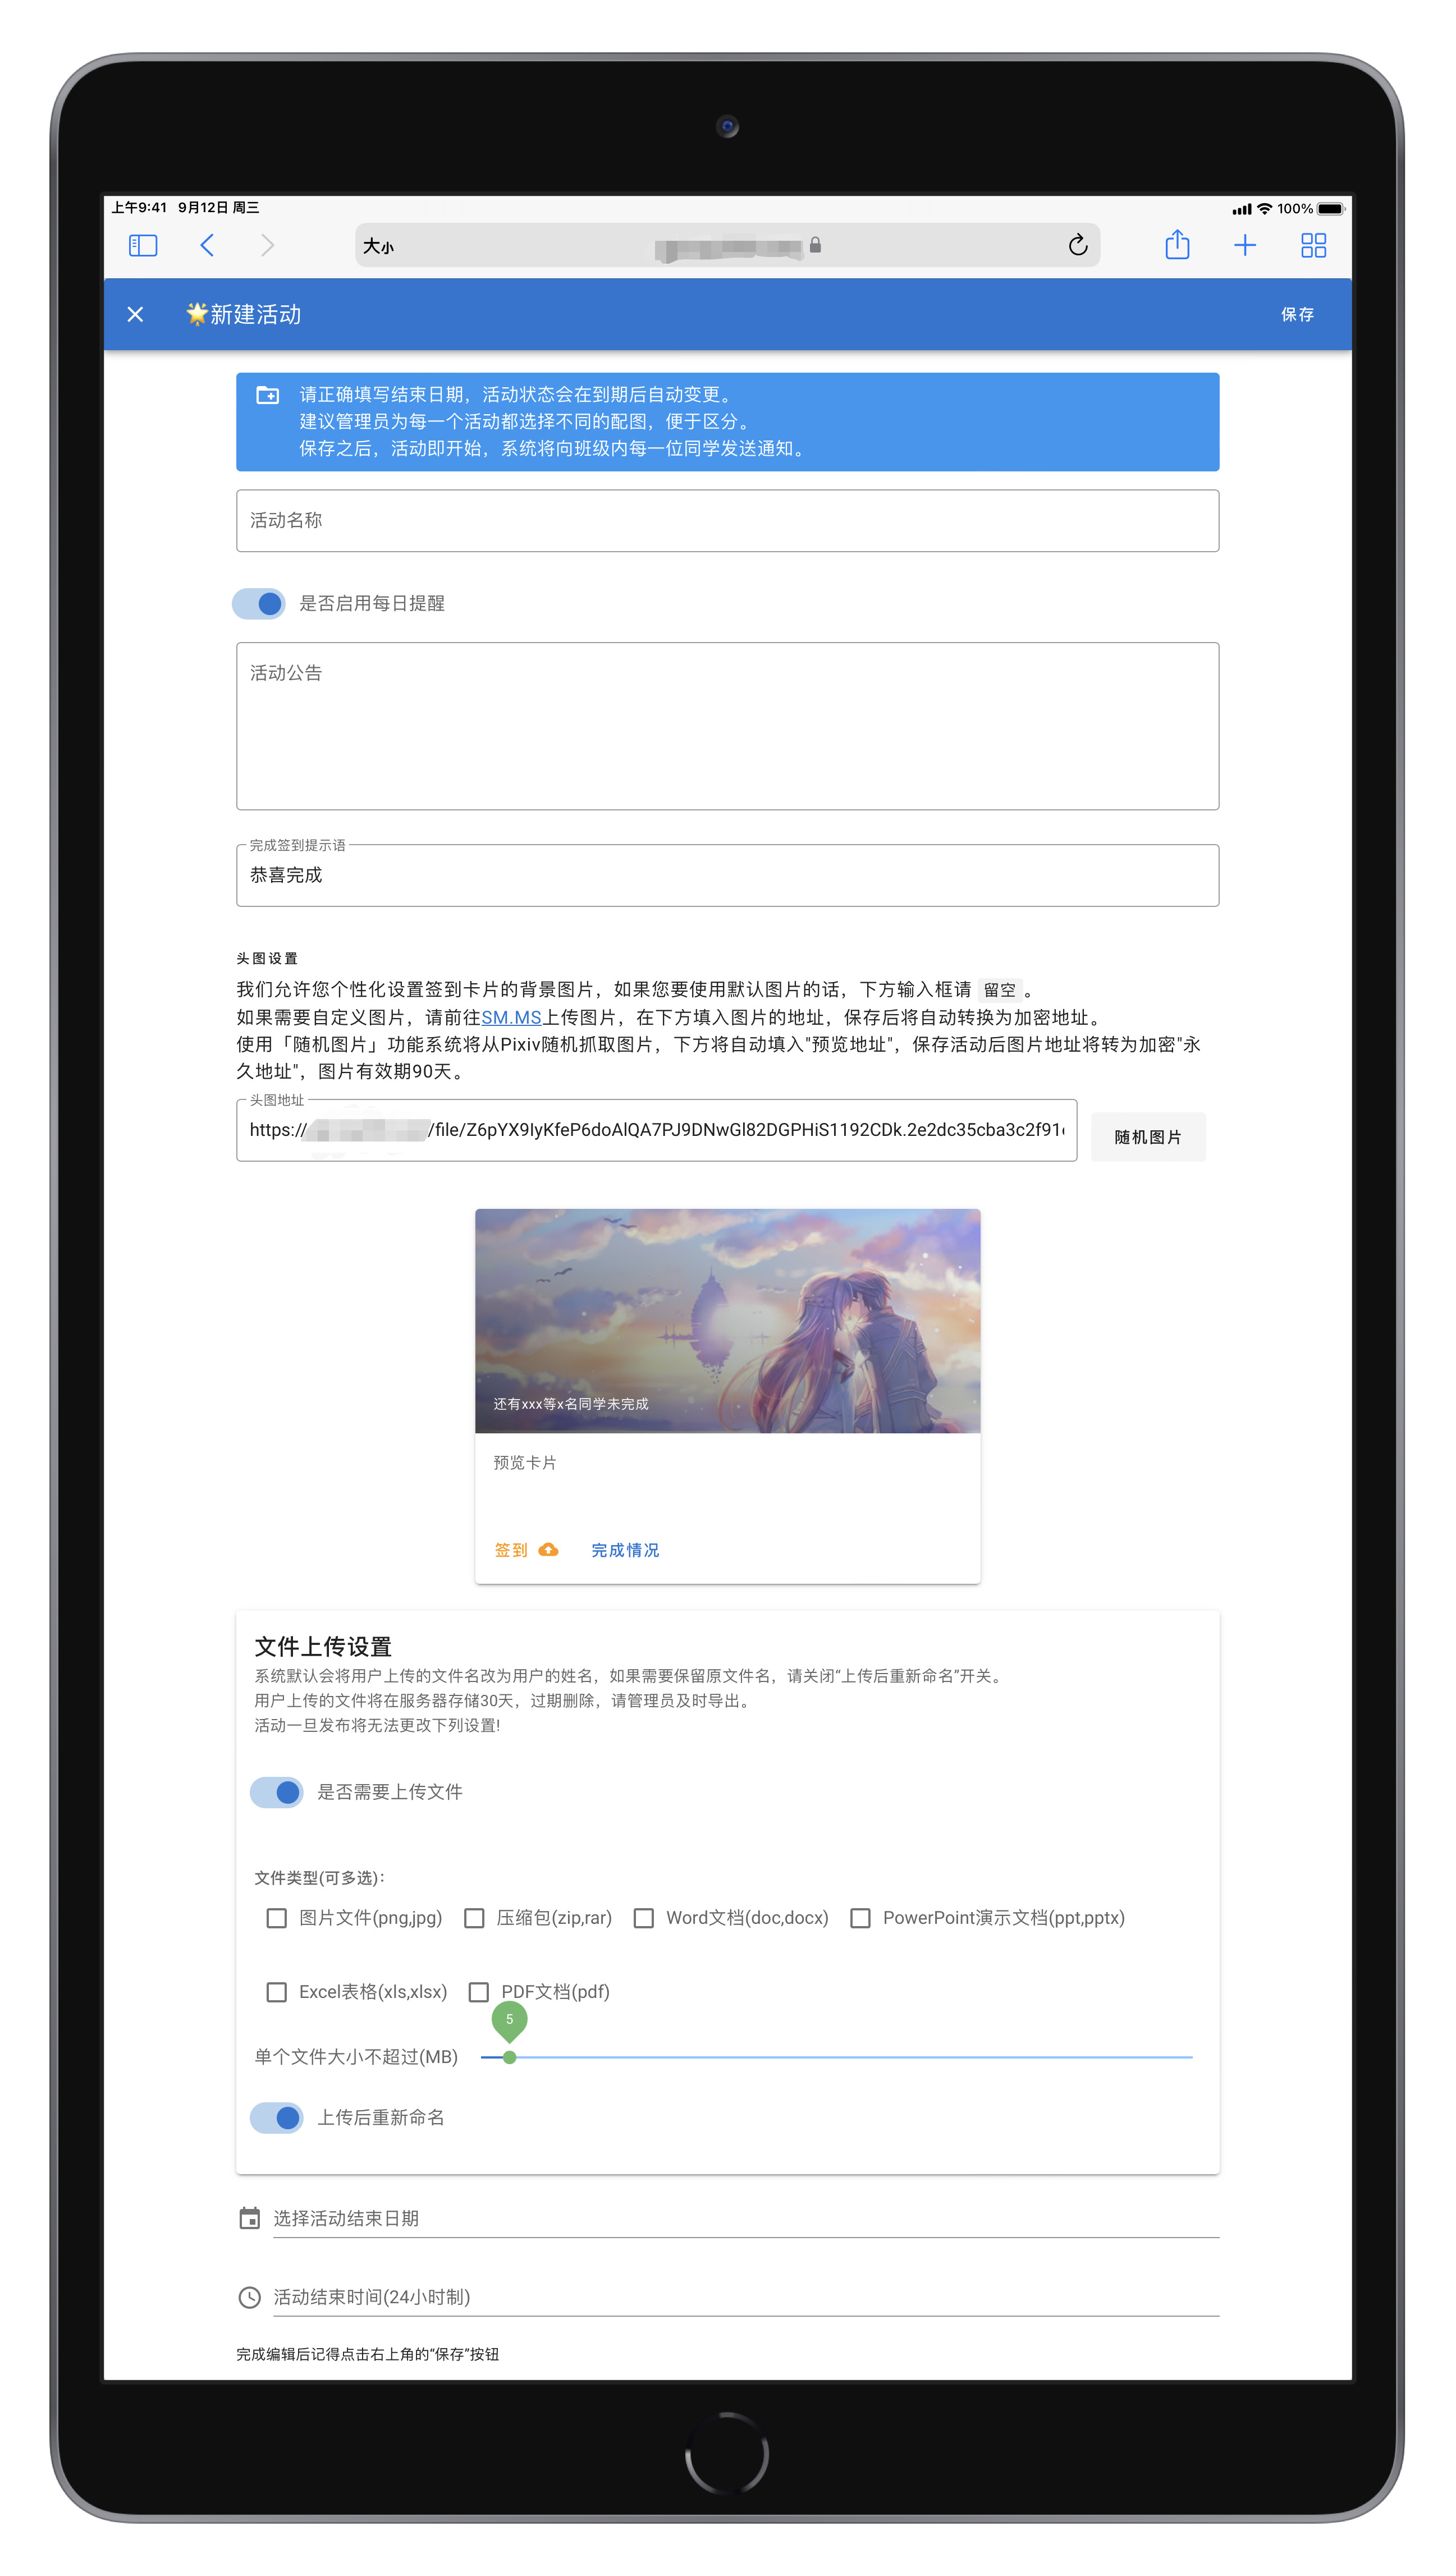 上午9:41 9月12日 周三
100%
大小
🌟新建活动
保存
请正确填写结束日期，活动状态会在到期后自动变更。
建议管理员为每一个活动都选择不同的配图，便于区分。
保存之后，活动即开始，系统将向班级内每一位同学发送通知。
活动名称
是否启用每日提醒
活动公告
完成签到提示语
恭喜完成
头图设置
我们允许您个性化设置签到卡片的背景图片，如果您要使用默认图片的话，下方输入框请 留空 。
如果需要自定义图片，请前往SM.MS上传图片，在下方填入图片的地址，保存后将自动转换为加密地址。
使用「随机图片」功能系统将从Pixiv随机抓取图片，下方将自动填入"预览地址"，保存活动后图片地址将转为加密"永
久地址"，图片有效期90天。
头图地址
https:// /file/Z6pYX9IyKfeP6doAlQA7PJ9DNwGl82DGPHiS1192CDk.2e2dc35cba3c2f91
随机图片
还有xxx等x名同学未完成
预览卡片
签到 完成情况
文件上传设置
系统默认会将用户上传的文件名改为用户的姓名，如果需要保留原文件名，请关闭“上传后重新命名”开关。
用户上传的文件将在服务器存储30天，过期删除，请管理员及时导出。
活动一旦发布将无法更改下列设置!
是否需要上传文件
文件类型(可多选)：
图片文件(png,jpg) 压缩包(zip,rar) Word文档(doc,docx) PowerPoint演示文档(ppt,pptx)
Excel表格(xls,xlsx) PDF文档(pdf)
5
单个文件大小不超过(MB)
上传后重新命名
选择活动结束日期
活动结束时间(24小时制)
完成编辑后记得点击右上角的“保存”按钮